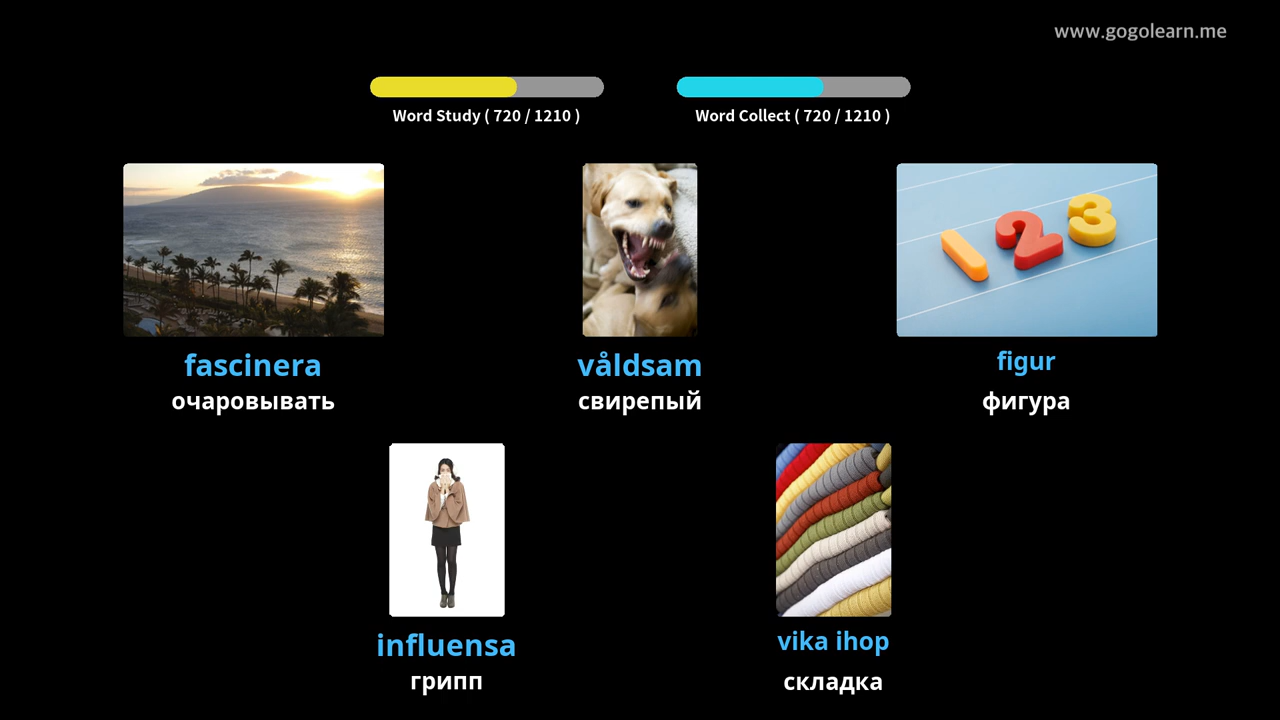 www.gogolearn.me
Word Study ( 720 / 1210 )
Word Collect ( 720 / 1210 )
fascinera
очаровывать
våldsam
свирепый
figur
фигура
influensa
грипп
vika ihop
складка